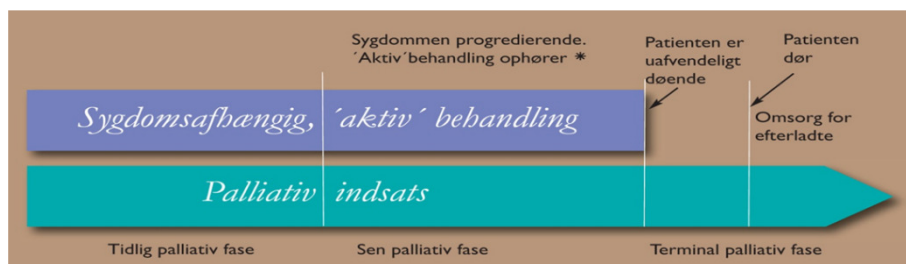 Sygdommen progredierende.
´Aktiv´behandling ophører *
Patienten er
uafvendeligt
døende
Patienten
dør
Sygdomsafhængig, ´aktiv´ behandling
Omsorg for
efterladte
Palliativ indsats
Tidlig palliativ fase
Sen palliativ fase
Terminal palliativ fase